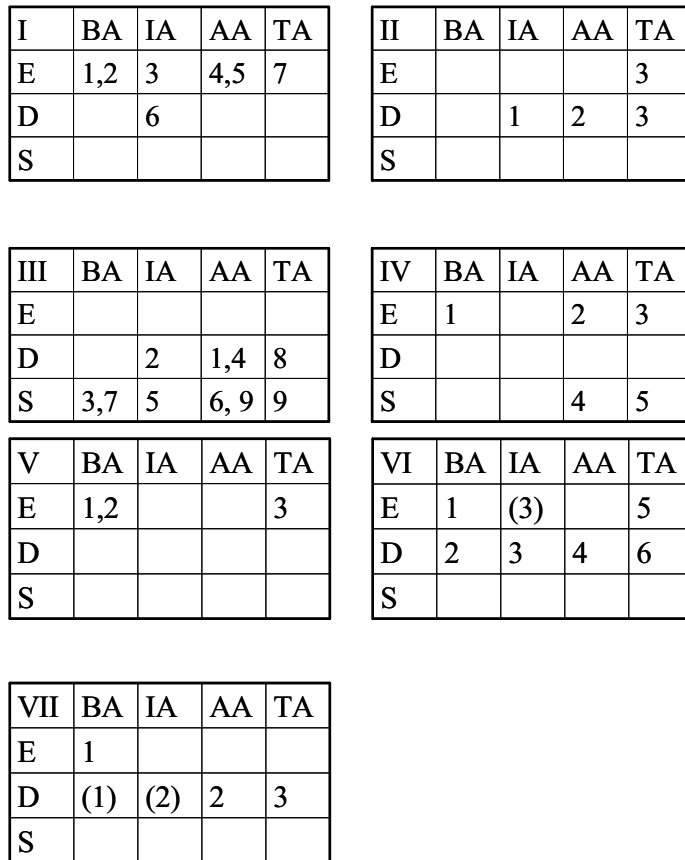 I BA IA AA TA
E 1,2 3 4,5 7
D 6
S
II BA IA AA TA
E 3
D 1 2 3
S
III BA IA AA TA
E
D 2 1,4 8
S 3,7 5 6, 9 9
IV BA IA AA TA
E 1 2 3
D
S 4 5
V BA IA AA TA
E 1,2 3
D
S
VI BA IA AA TA
E 1 (3) 5
D 2 3 4 6
S
VII BA IA AA TA
E 1
D (1) (2) 2 3
S